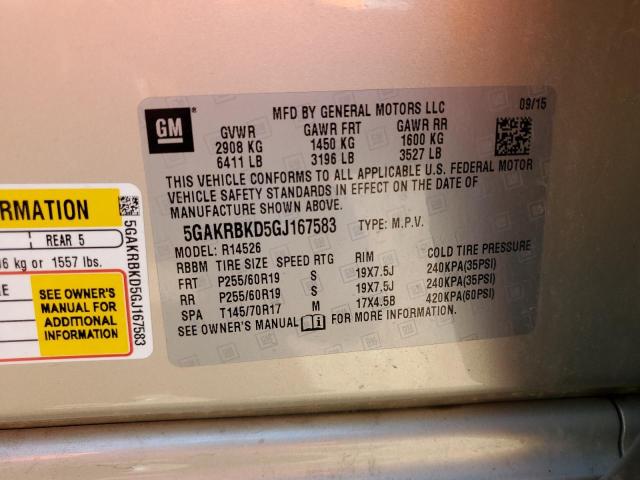 GM
MFD BY GENERAL MOTORS LLC
09/15
GVWR GAWR FRT GAWR RR
2908 KG 1450 KG 1600 KG
6411 LB 3196 LB 3527 LB
THIS VEHICLE CONFORMS TO ALL APPLICABLE U.S. FEDERAL MOTOR
VEHICLE SAFETY STANDARDS IN EFFECT ON THE DATE OF
MANUFACTURE SHOWN ABOVE.
5GAKRBKD5GJ167583 TYPE: M.P.V.
MODEL: R14526
RBBM TIRE SIZE SPEED RTG RIM COLD TIRE PRESSURE
FRT P255/60R19 S 19X7.5J 240KPA(35PSI)
RR P255/60R19 S 19X7.5J 240KPA(35PSI)
SPA T145/70R17 M 17X4.5B 420KPA(60PSI)
SEE OWNER'S MANUAL FOR MORE INFORMATION.
REAR 5
kg or 1557 lbs.
SEE OWNER'S
MANUAL FOR
ADDITIONAL
INFORMATION
5GAKRBKD5GJ167583